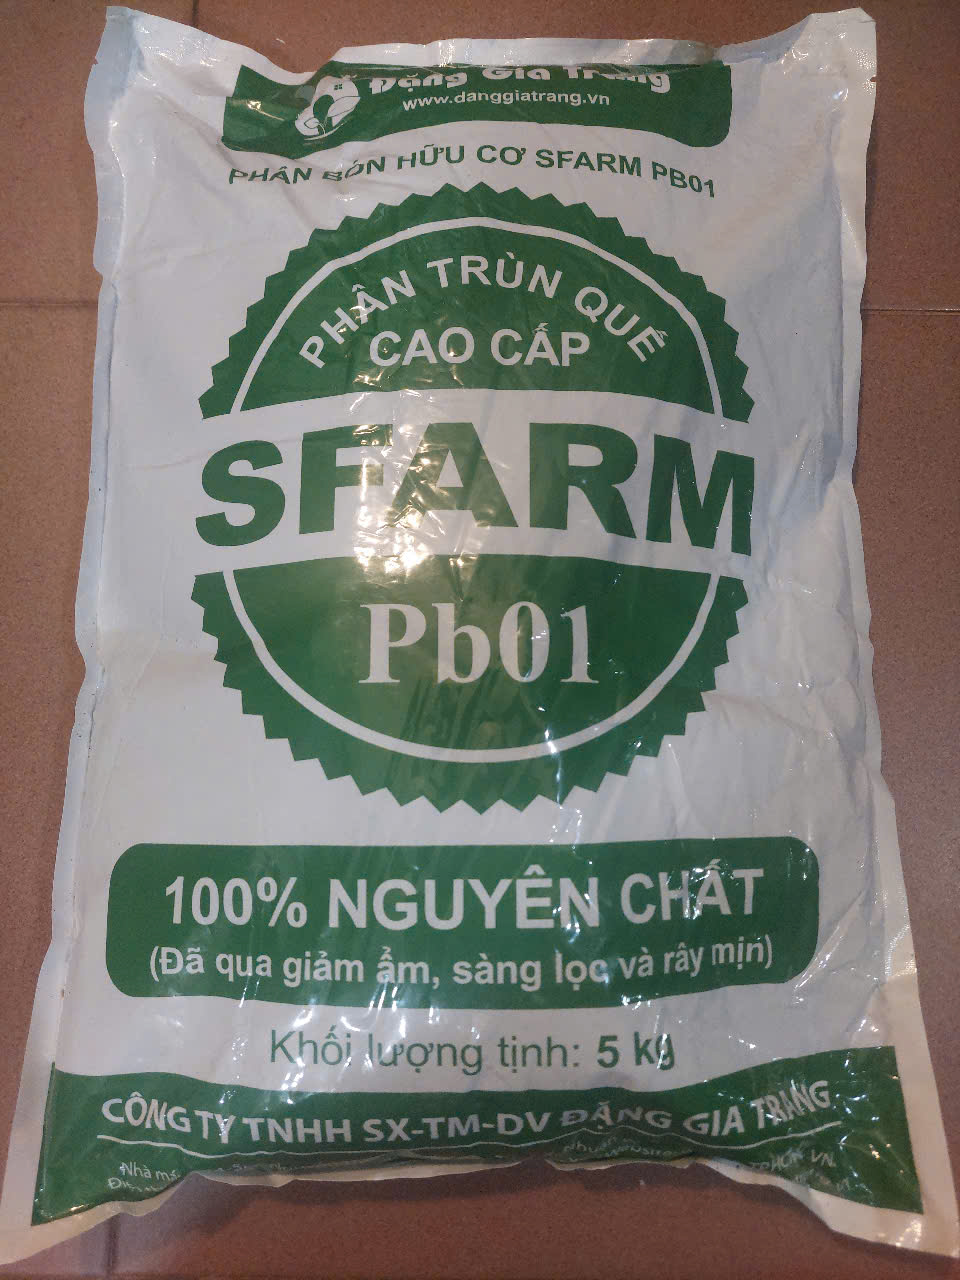 Đặng Gia Trang
www.danggiatrang.vn
PHÂN BÓN HỮU CƠ SFARM PB01
PHÂN TRÙN QUẾ
CAO CẤP
SFARM
Pb01
100% NGUYÊN CHẤT
(Đã qua giảm ẩm, sàng lọc và rây mịn)
Khối lượng tịnh: 5 kg
CÔNG TY TNHH SX-TM-DV ĐẶNG GIA TRANG
Nhà VN.